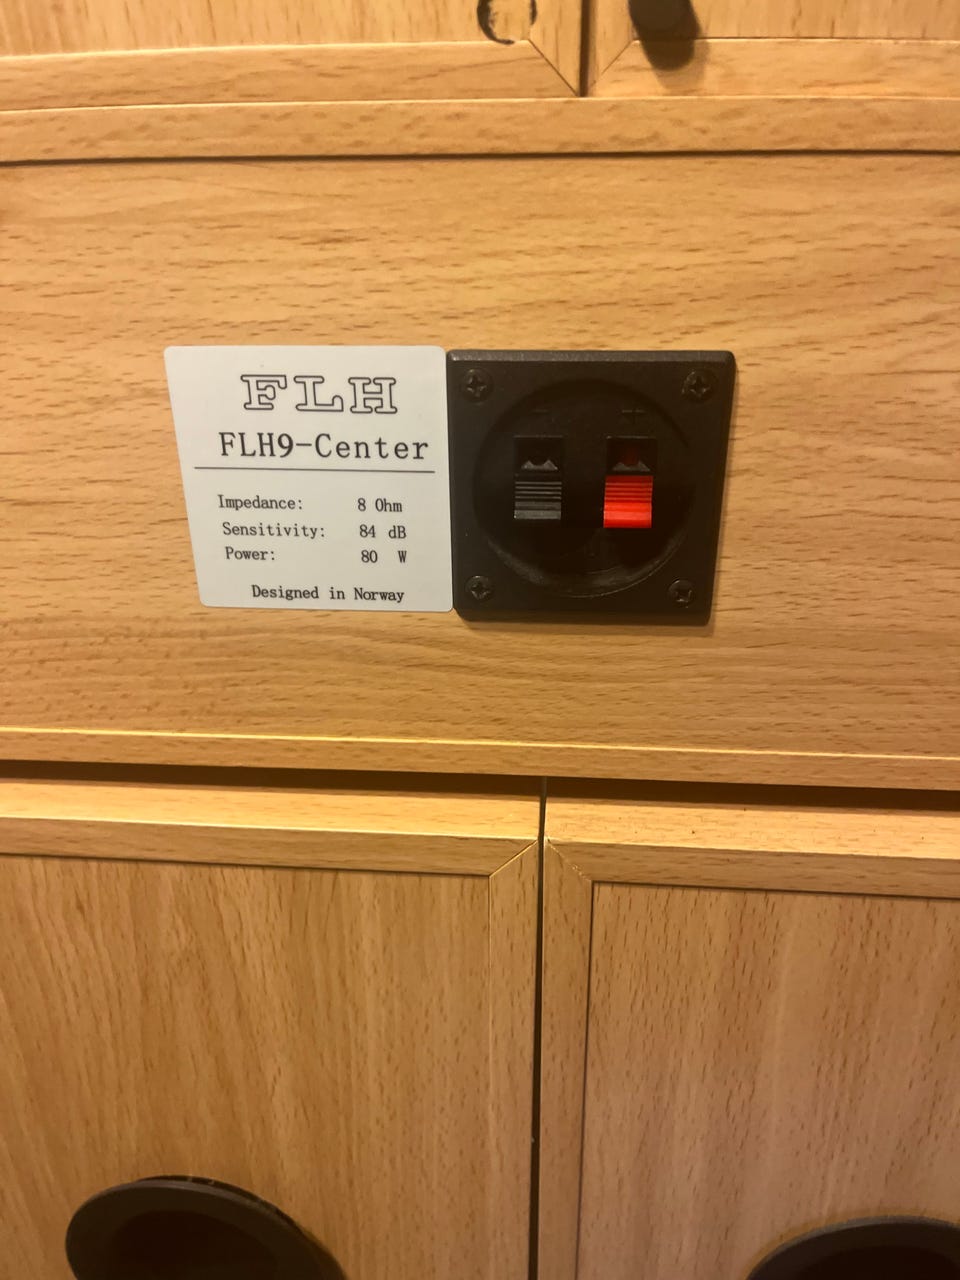 FLH
FLH9-Center
Impedance: 8 Ohm
Sensitivity: 84 dB
Power: 80 W
Designed in Norway
- +